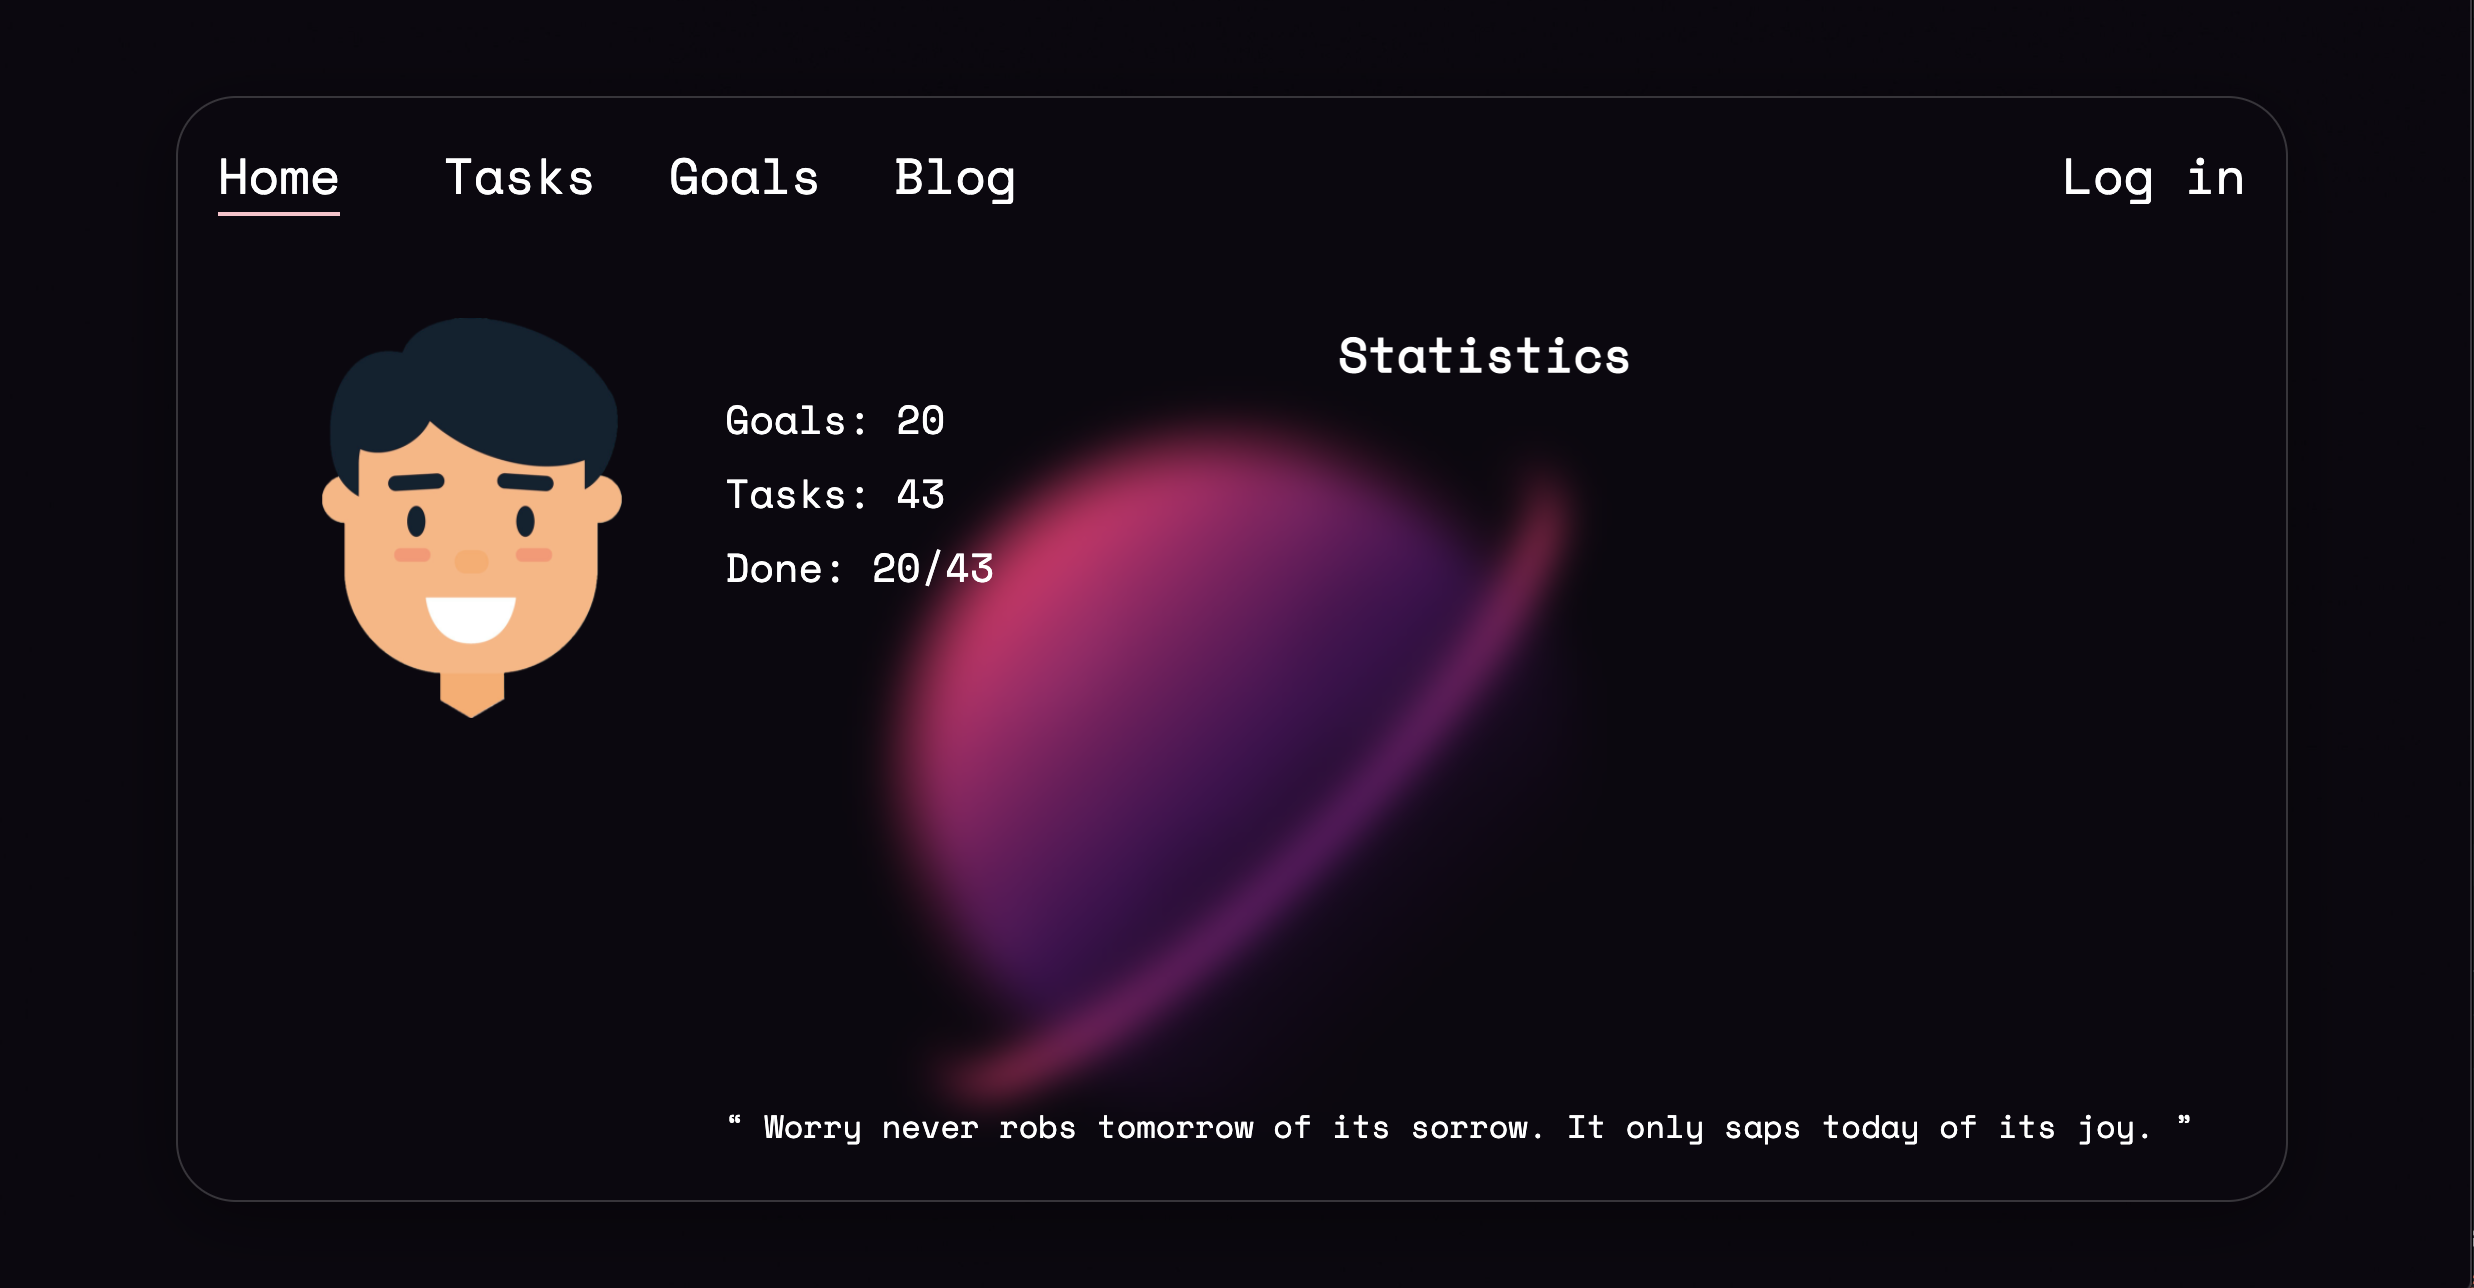 Home Tasks Goals Blog Log in
Statistics
Goals: 20
Tasks: 43
Done: 20/43
“ Worry never robs tomorrow of its sorrow. It only saps today of its joy. ”